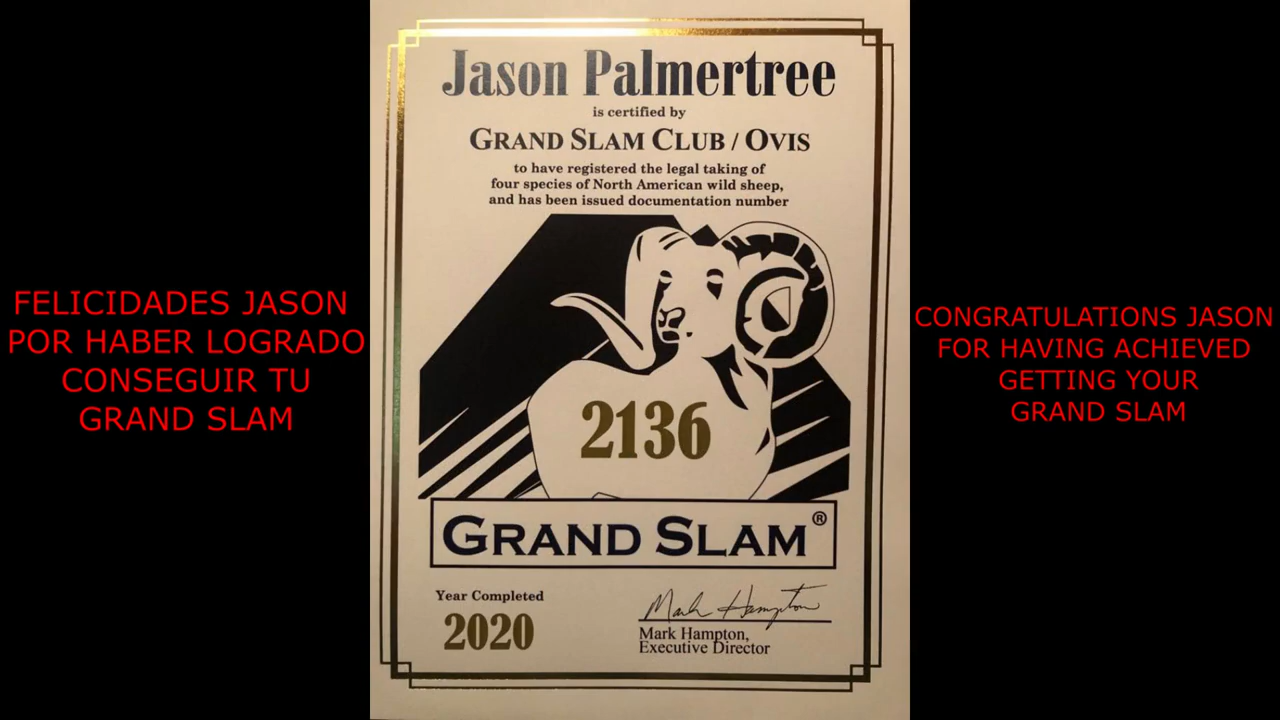 FELICIDADES JASON
POR HABER LOGRADO
CONSEGUIR TU
GRAND SLAM
Jason Palmertree
is certified by
GRAND SLAM CLUB / OVIS
to have registered the legal taking of
four species of North American wild sheep,
and has been issued documentation number
2136
GRAND SLAM®
Year Completed
2020
Mark Hampton
Mark Hampton,
Executive Director
CONGRATULATIONS JASON
FOR HAVING ACHIEVED
GETTING YOUR
GRAND SLAM